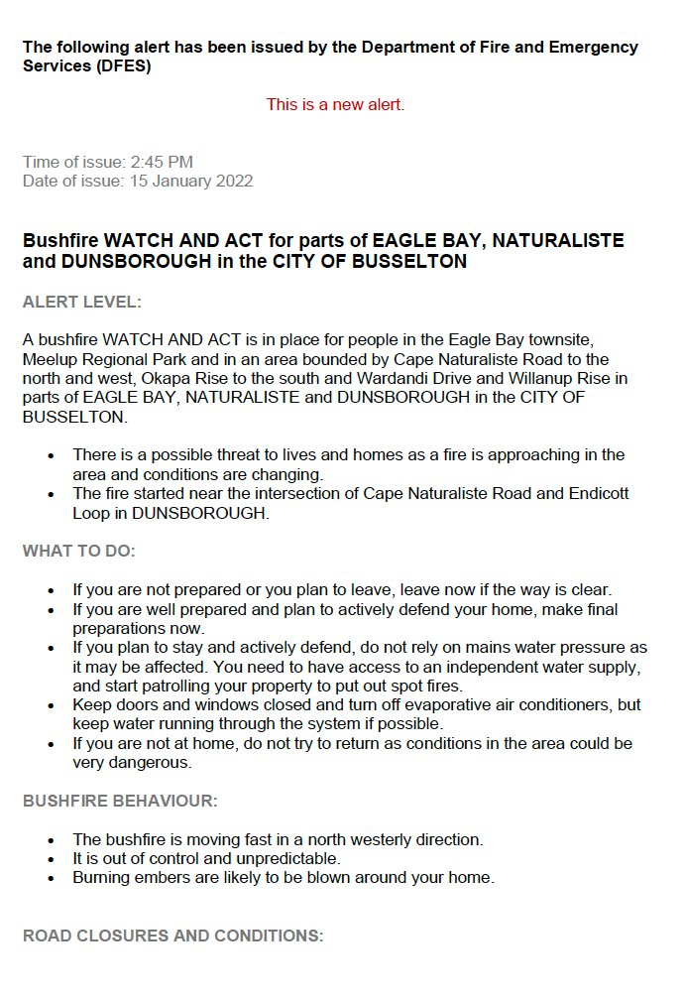 The following alert has been issued by the Department of Fire and Emergency
Services (DFES)
This is a new alert.
Time of issue: 2:45 PM
Date of issue: 15 January 2022
Bushfire WATCH AND ACT for parts of EAGLE BAY, NATURALISTE
and DUNSBOROUGH in the CITY OF BUSSELTON
ALERT LEVEL:
A bushfire WATCH AND ACT is in place for people in the Eagle Bay townsite,
Meelup Regional Park and in an area bounded by Cape Naturaliste Road to the
north and west, Okapa Rise to the south and Wardandi Drive and Willanup Rise in
parts of EAGLE BAY, NATURALISTE and DUNSBOROUGH in the CITY OF
BUSSELTON.
• There is a possible threat to lives and homes as a fire is approaching in the
area and conditions are changing.
• The fire started near the intersection of Cape Naturaliste Road and Endicott
Loop in DUNSBOROUGH.
WHAT TO DO:
• If you are not prepared or you plan to leave, leave now if the way is clear.
• If you are well prepared and plan to actively defend your home, make final
preparations now.
• If you plan to stay and actively defend, do not rely on mains water pressure as
it may be affected. You need to have access to an independent water supply,
and start patrolling your property to put out spot fires.
• Keep doors and windows closed and turn off evaporative air conditioners, but
keep water running through the system if possible.
• If you are not at home, do not try to return as conditions in the area could be
very dangerous.
BUSHFIRE BEHAVIOUR:
• The bushfire is moving fast in a north westerly direction.
• It is out of control and unpredictable.
• Burning embers are likely to be blown around your home.
ROAD CLOSURES AND CONDITIONS: